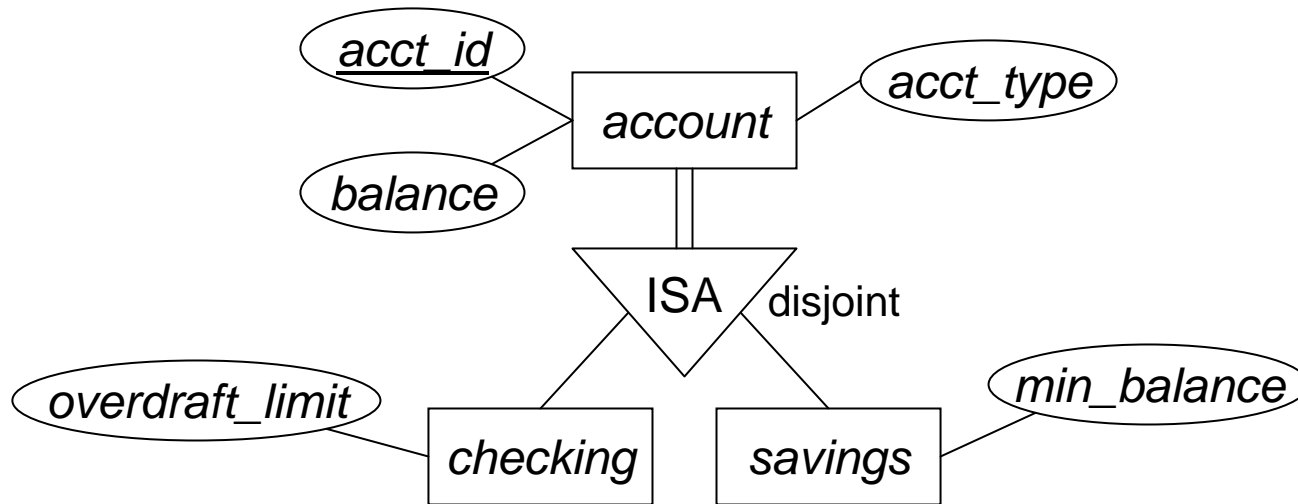 acct_id
account
acct_type
balance
ISA
disjoint
overdraft_limit
min_balance
checking
savings